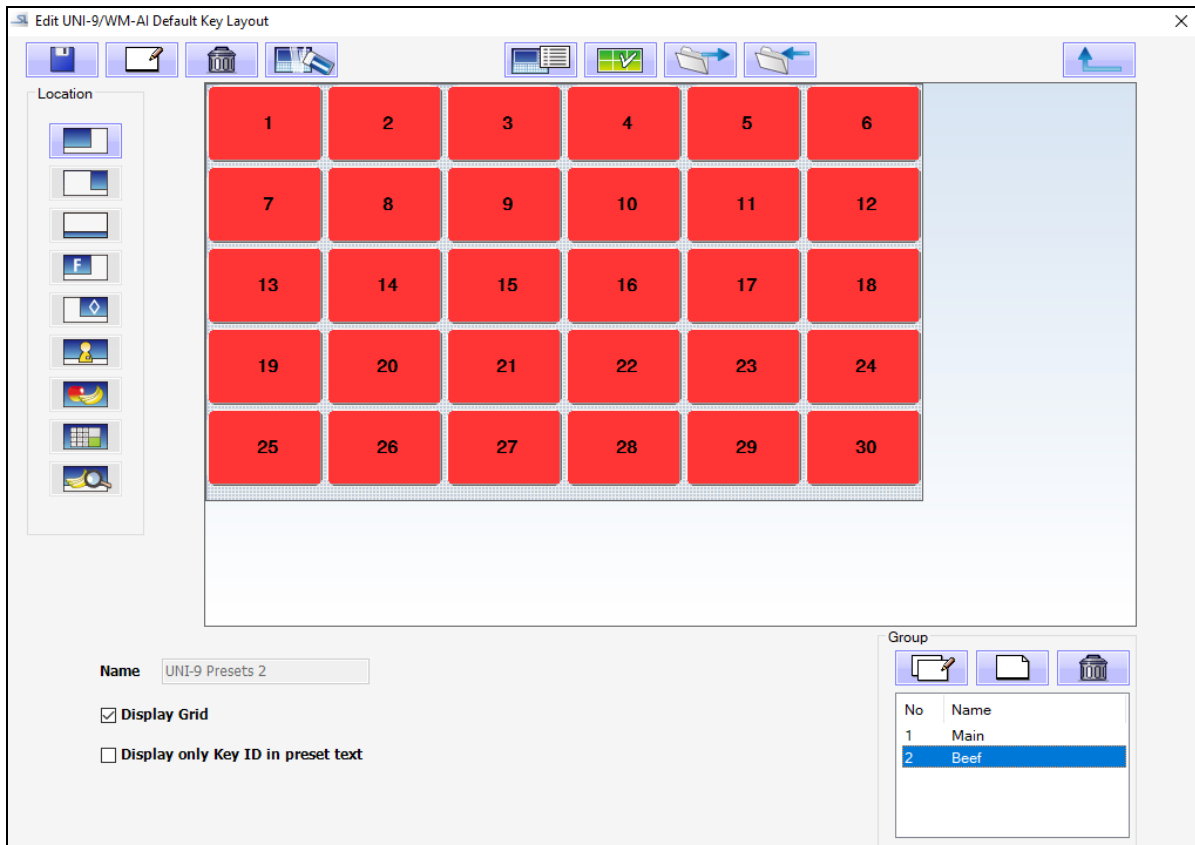 Edit UNI-9/WM-AI Default Key Layout
Location
1 2 3 4 5 6
7 8 9 10 11 12
F
13 14 15 16 17 18
19 20 21 22 23 24
25 26 27 28 29 30
Name UNI-9 Presets 2
Display Grid
Display only Key ID in preset text
Group
No Name
1 Main
2 Beef